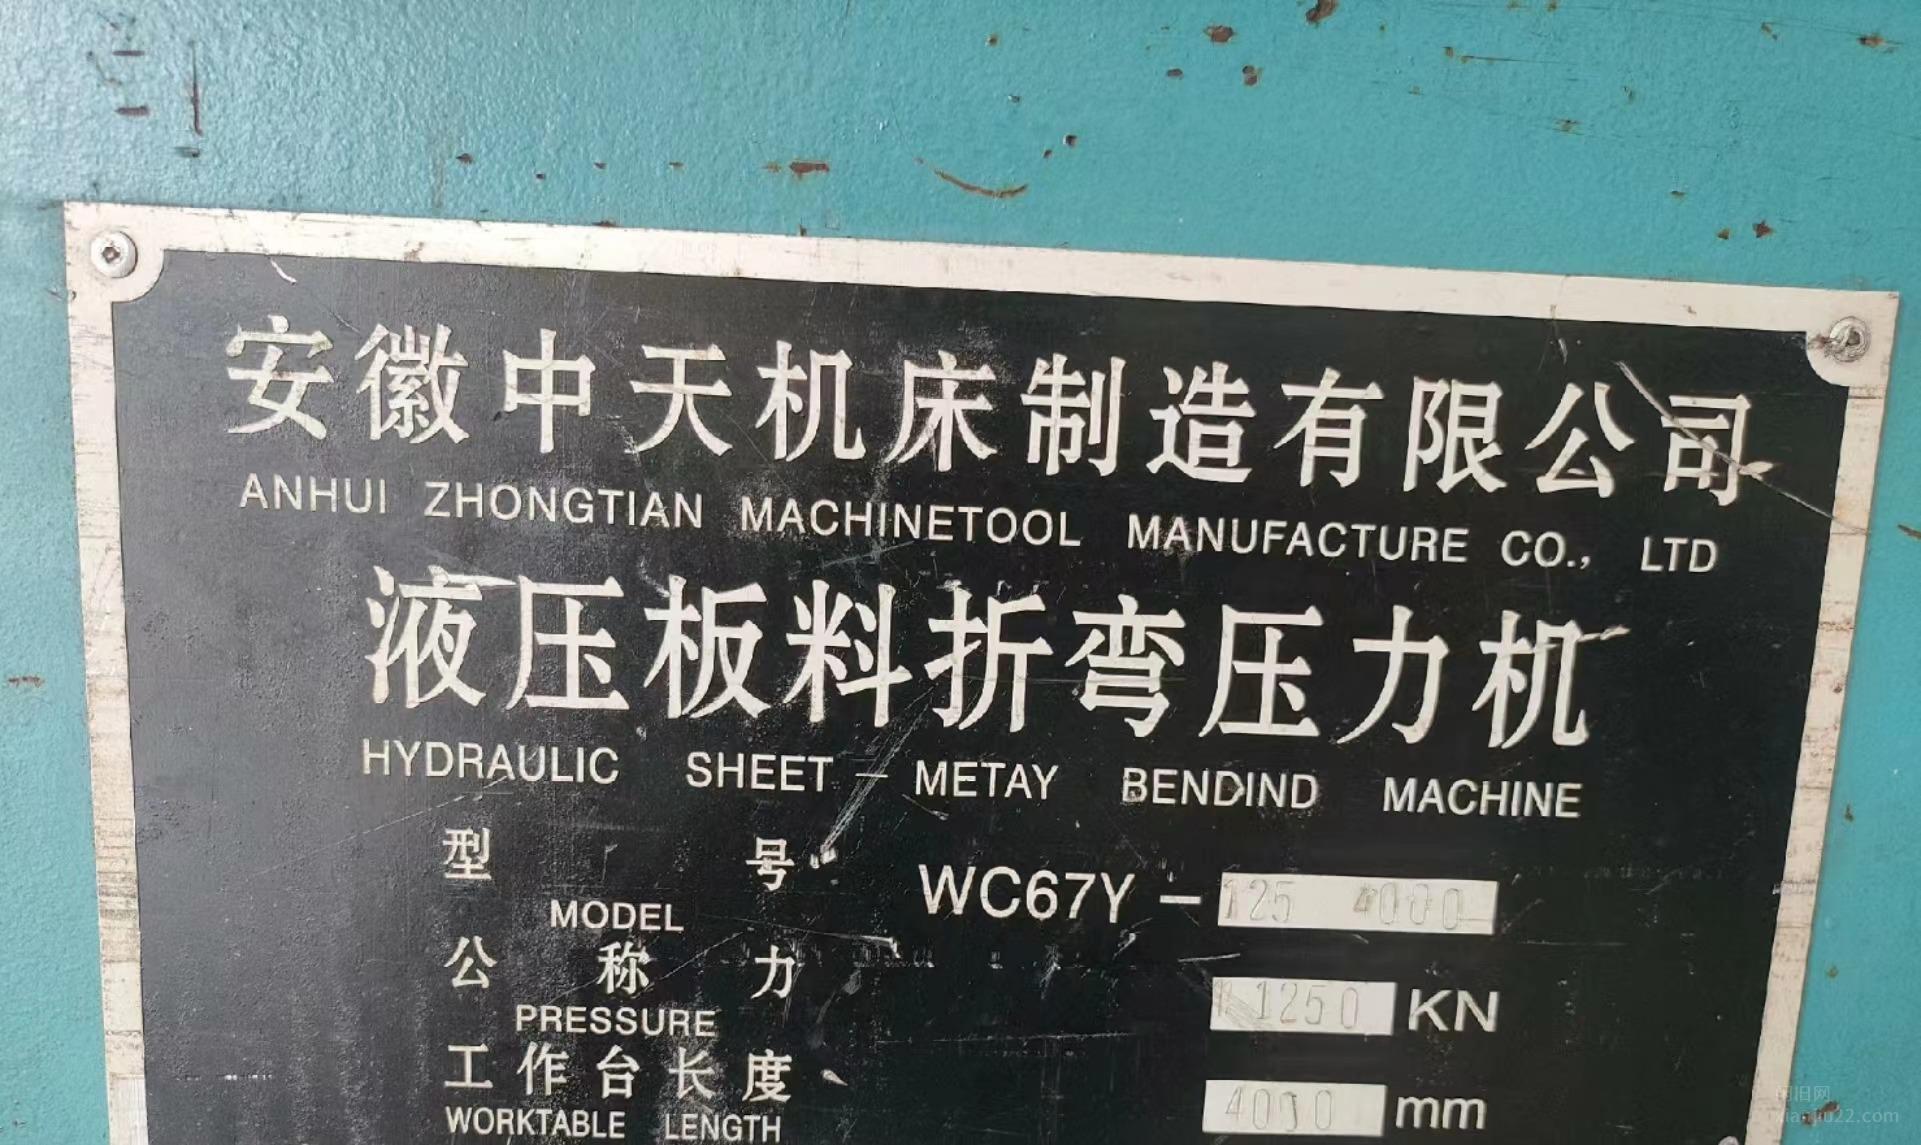 安徽中天机床制造有限公司
ANHUI ZHONGTIAN MACHINETOOL MANUFACTURE CO., LTD
液压板料折弯压力机
HYDRAULIC SHEET-METAY BENDIND MACHINE
型号 WC67Y-125 4000
MODEL
公称力 1250 KN
PRESSURE
工作台长度 4000 mm
WORKTABLE LENGTH